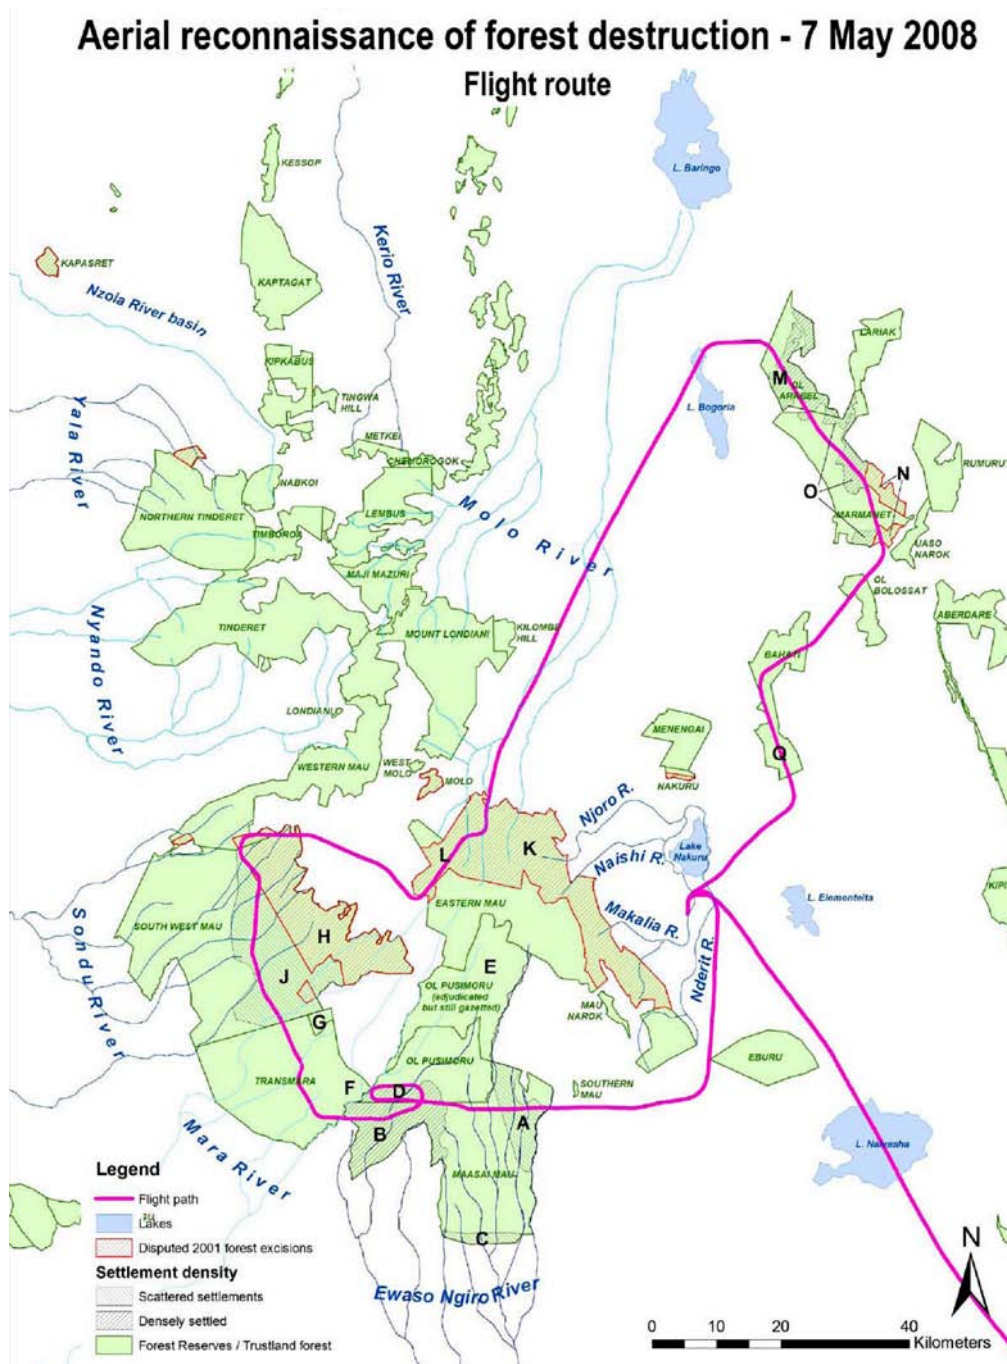 Aerial reconnaissance of forest destruction - 7 May 2008
Flight route
L. Baringo
KESSOP
Kerio River
KAPASRET
KAPTAGAT
Nzoia River basin
LARIAK
KIPKABUS
M
OL
ARABEL
L. Bogoria
TINGWA
HILL
Yala River
METKEI
CHEMOROGOK
RUMURU
N
NABKOI
O
Molo River
NORTHERN TINDERET
LEMBUS
MARMANET
TIMBOROA
UASO
NAROK
MAJI MAZURI
OL
BOLOSSAT
Nyando River
TINDERET
MOUNT LONDIANI
KILOMBE
HILL
ABERDARE
BAHATI
LONDIANI
MENENGAI
WESTERN MAU
WEST
MOLO
MOLO
Q
NAKURU
Njoro R.
L
K
Naishi R.
Lake
Nakuru
EASTERN MAU
L. Elementeita
KIPI
Sondu River
SOUTH WEST MAU
H
Makalia R.
Nderit R.
J
E
OL PUSIMORU
(adjudicated
but still gazetted)
MAU
NAROK
G
OL PUSIMORU
EBURU
TRANSMARA
F
D
SOUTHERN
MAU
A
B
L. Naivasha
Mara River
MAASAI MAU
C
Ewaso Ngiro River
Legend
Flight path
Lakes
Disputed 2001 forest excisions
Settlement density
Scattered settlements
Densely settled
Forest Reserves / Trustland forest
N
0 10 20 40
Kilometers